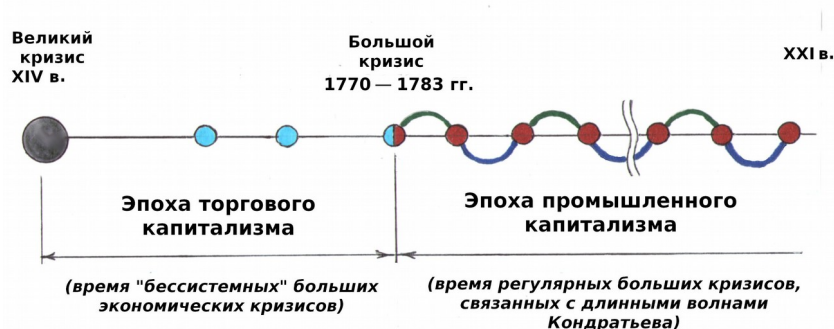 Великий
кризис
XIV в.
Большой
кризис
1770 — 1783 гг.
XXI в.
Эпоха торгового
капитализма
Эпоха промышленного
капитализма
(время "бессистемных" больших
экономических кризисов)
(время регулярных больших кризисов,
связанных с длинными волнами
Кондратьева)